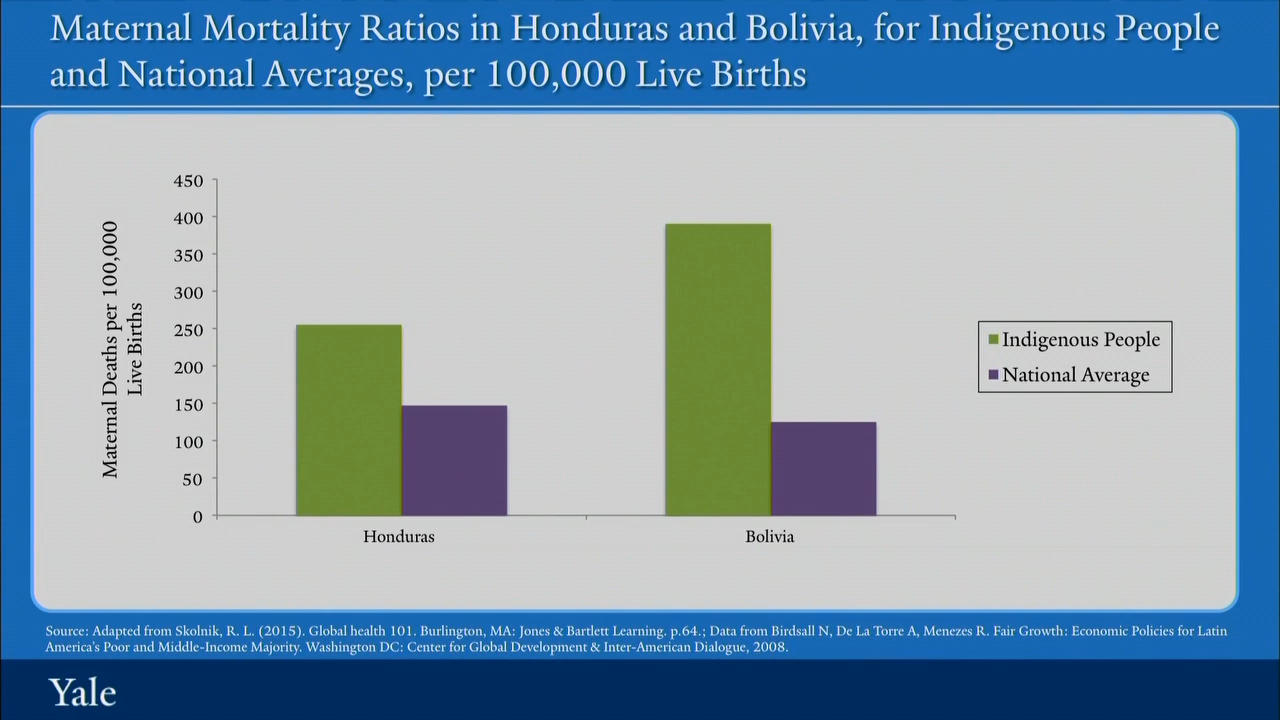 Maternal Mortality Ratios in Honduras and Bolivia, for Indigenous People
and National Averages, per 100,000 Live Births
Maternal Deaths per 100,000
Live Births
450
400
350
300
250
200
150
100
50
0
Honduras
Bolivia
Indigenous People
National Average
Source: Adapted from Skolnik, R. L. (2015). Global health 101. Burlington, MA: Jones & Bartlett Learning. p.64.; Data from Birdsall N, De La Torre A, Menezes R. Fair Growth: Economic Policies for Latin
America's Poor and Middle-Income Majority. Washington DC: Center for Global Development & Inter-American Dialogue, 2008.
Yale